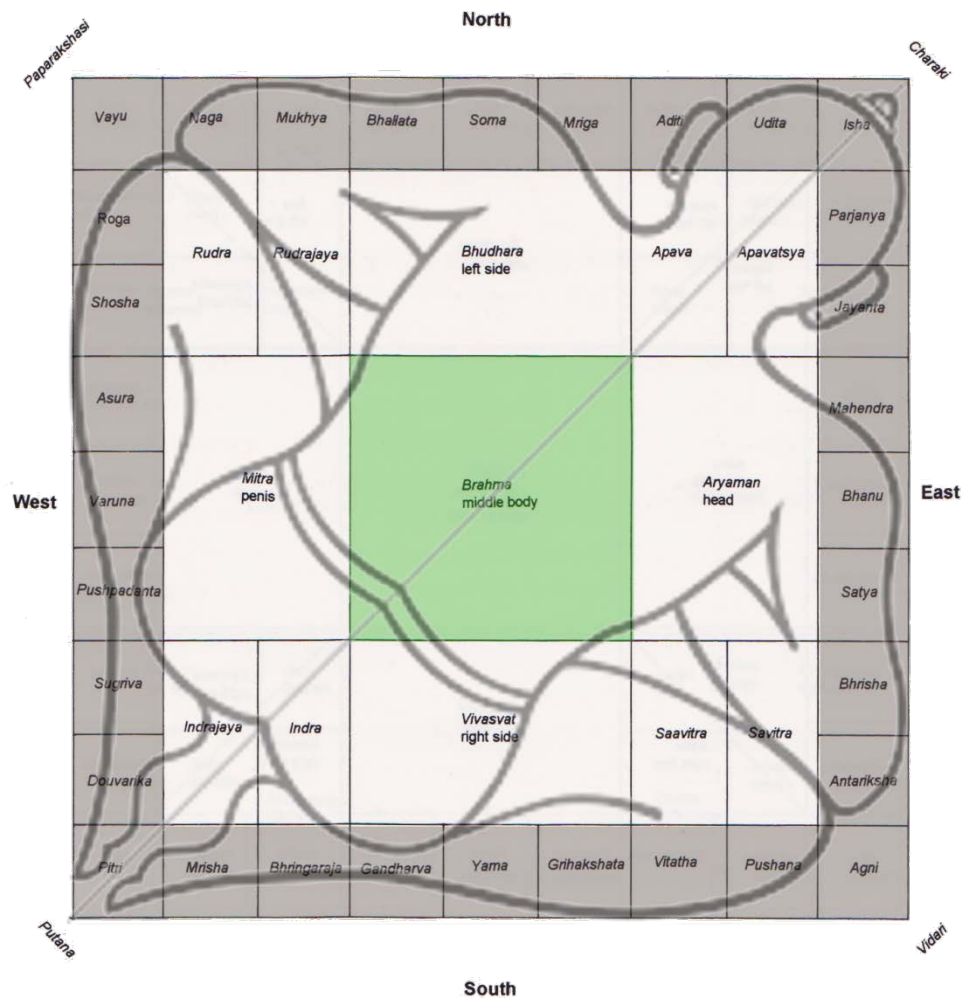 North
Paparakshasi
Charaki
Vayu
Naga
Mukhya
Bhallata
Soma
Mriga
Aditi
Udita
Isha
Roga
Parjanya
Rudra
Rudrajaya
Bhudhara
left side
Apava
Apavatsya
Shosha
Jayanta
Asura
Mahendra
Mitra
penis
Brahma
middle body
Aryaman
head
West
Varuna
Bhanu
East
Pushpadanta
Satya
Sugriva
Bhrisha
Indrajaya
Indra
Vivasvat
right side
Saavitra
Savitra
Douvarika
Antariksha
Pitri
Mrisha
Bhringaraja
Gandharva
Yama
Grihakshata
Vitatha
Pushana
Agni
Putana
Vidari
South